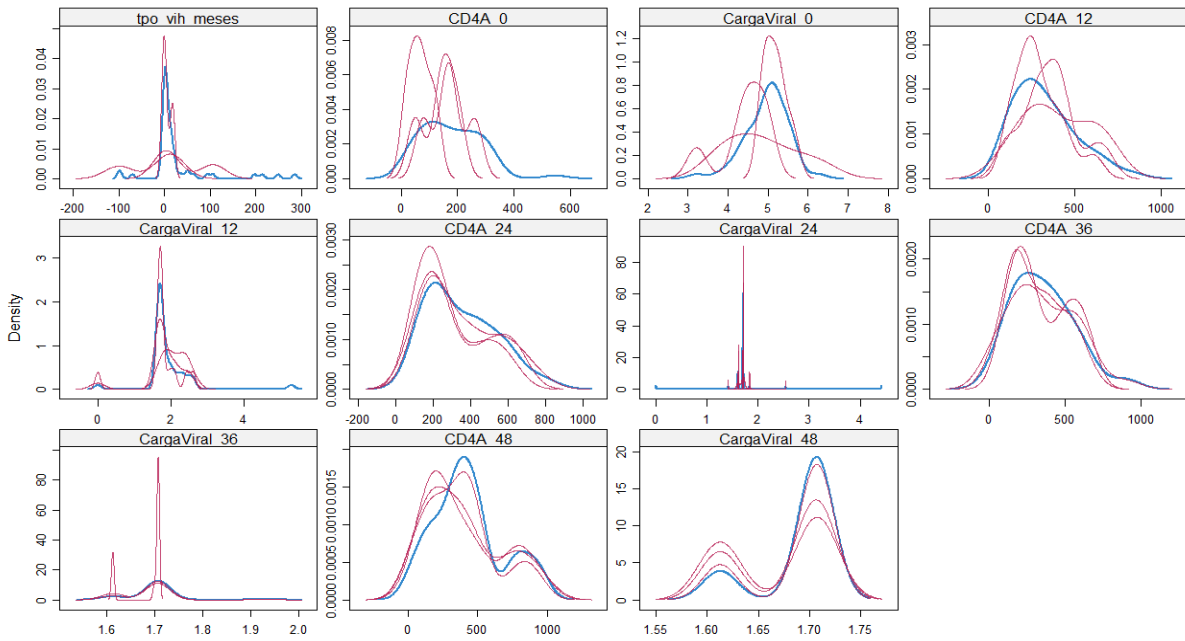 tpo_vih_meses
0.00 0.01 0.02 0.03 0.04
-200 -100 0 100 200 300
CD4A_0
0.000 0.002 0.004 0.006 0.008
0 200 400 600
CargaViral_0
0.0 0.2 0.4 0.6 0.8 1.0 1.2
2 3 4 5 6 7 8
CD4A_12
0.000 0.001 0.002 0.003
0 500 1000
Density
CargaViral_12
0 1 2 3
0 2 4
CD4A_24
0.0000 0.0010 0.0015 0.0020 0.0030
-200 0 200 400 600 800 1000
CargaViral_24
0 20 40 60 80
0 1 2 3 4
CD4A_36
0.0000 0.0010 0.0020
0 500 1000
CargaViral_36
0 20 40 60 80
1.6 1.7 1.8 1.9 2.0
CD4A_48
0.0000 0.0005 0.0010 0.0015
0 500 1000
CargaViral_48
0 5 10 15 20
1.55 1.60 1.65 1.70 1.75